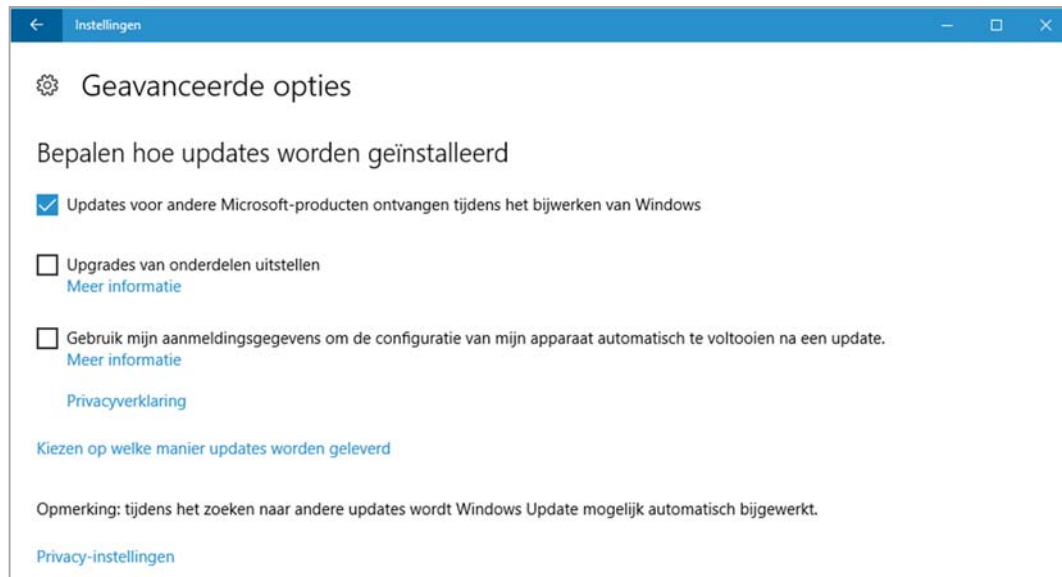 Instellingen
Geavanceerde opties
Bepalen hoe updates worden geïnstalleerd
Updates voor andere Microsoft-producten ontvangen tijdens het bijwerken van Windows
Upgrades van onderdelen uitstellen
Meer informatie
Gebruik mijn aanmeldingsgegevens om de configuratie van mijn apparaat automatisch te voltooien na een update.
Meer informatie
Privacyverklaring
Kiezen op welke manier updates worden geleverd
Opmerking: tijdens het zoeken naar andere updates wordt Windows Update mogelijk automatisch bijgewerkt.
Privacy-instellingen